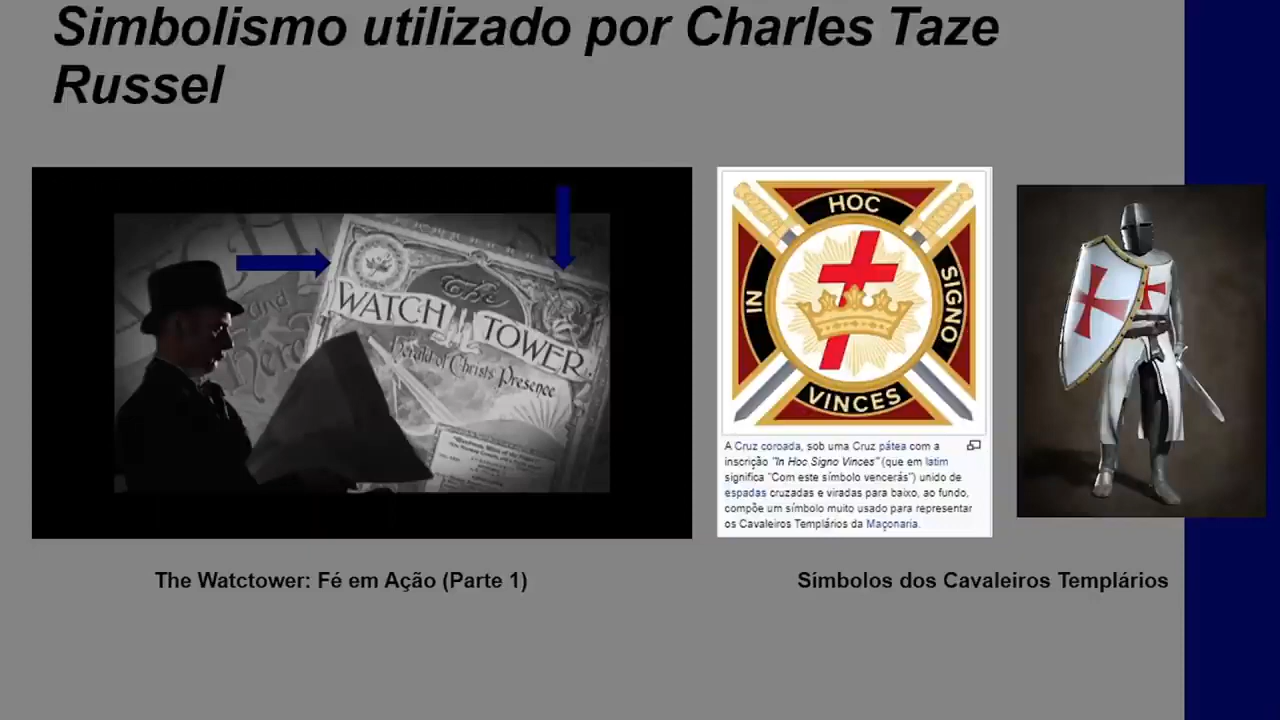 Simbolismo utilizado por Charles Taze
Russel
The
WATCH TOWER
Herald of Christs Presence
HOC
SIGNO
IN
VINCES
A Cruz coroada, sob uma Cruz pátea com a
inscrição "In Hoc Signo Vinces" (que em latim
significa "Com este símbolo vencerás") unido de
espadas cruzadas e viradas para baixo, ao fundo,
compõe um símbolo muito usado para representar
os Cavaleiros Templários da Maçonaria.
The Watctower: Fé em Ação (Parte 1)
Símbolos dos Cavaleiros Templários